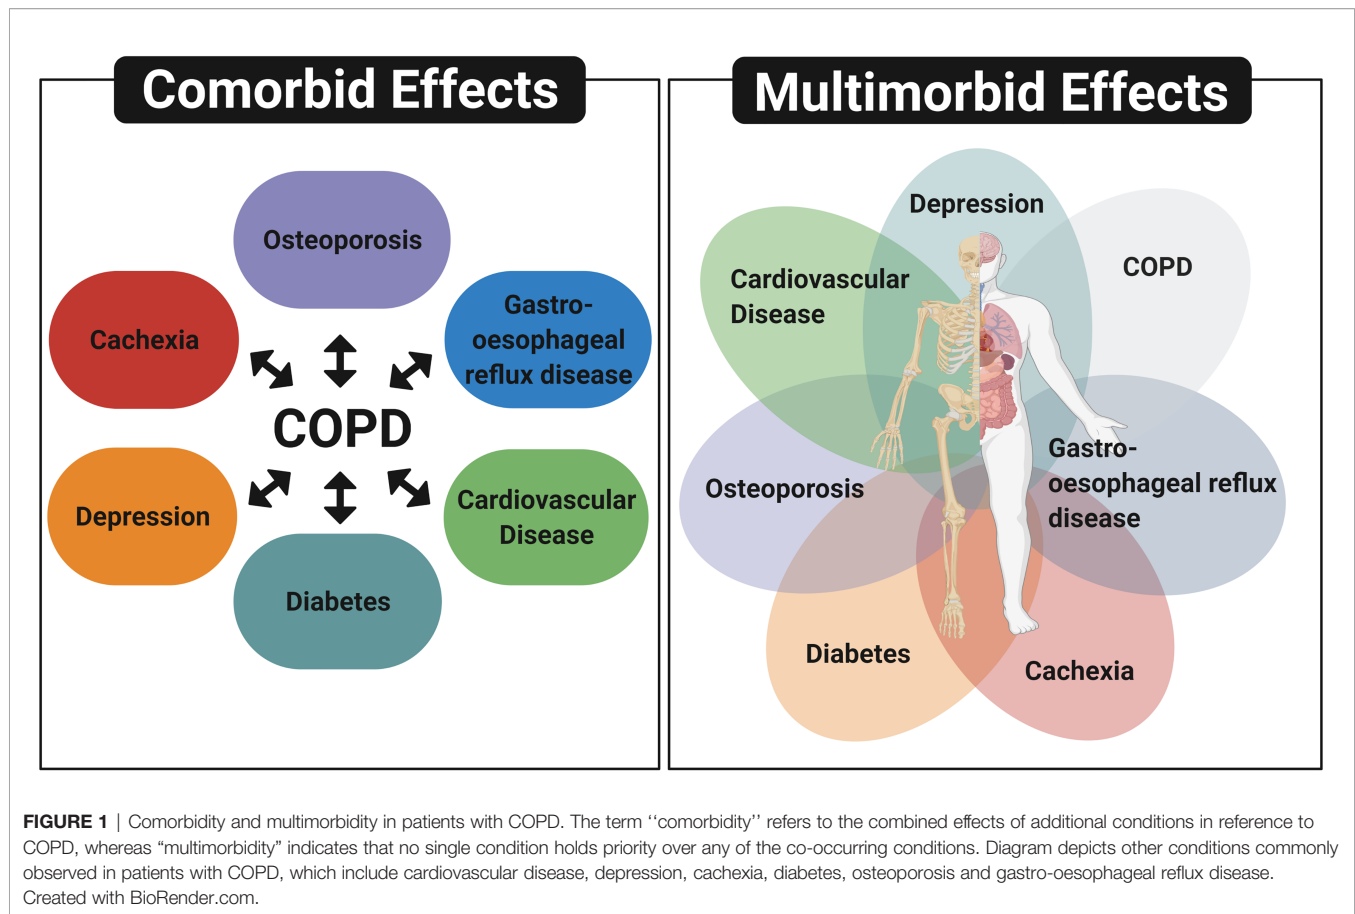 Comorbid Effects
Osteoporosis
Cachexia
Gastro-
oesophageal
reflux disease
COPD
Depression
Cardiovascular
Disease
Diabetes
Multimorbid Effects
Depression
COPD
Cardiovascular
Disease
Gastro-
oesophageal reflux
disease
Osteoporosis
Diabetes
Cachexia
FIGURE 1 | Comorbidity and multimorbidity in patients with COPD. The term ‘‘comorbidity’’ refers to the combined effects of additional conditions in reference to
COPD, whereas “multimorbidity” indicates that no single condition holds priority over any of the co-occurring conditions. Diagram depicts other conditions commonly
observed in patients with COPD, which include cardiovascular disease, depression, cachexia, diabetes, osteoporosis and gastro-oesophageal reflux disease.
Created with BioRender.com.